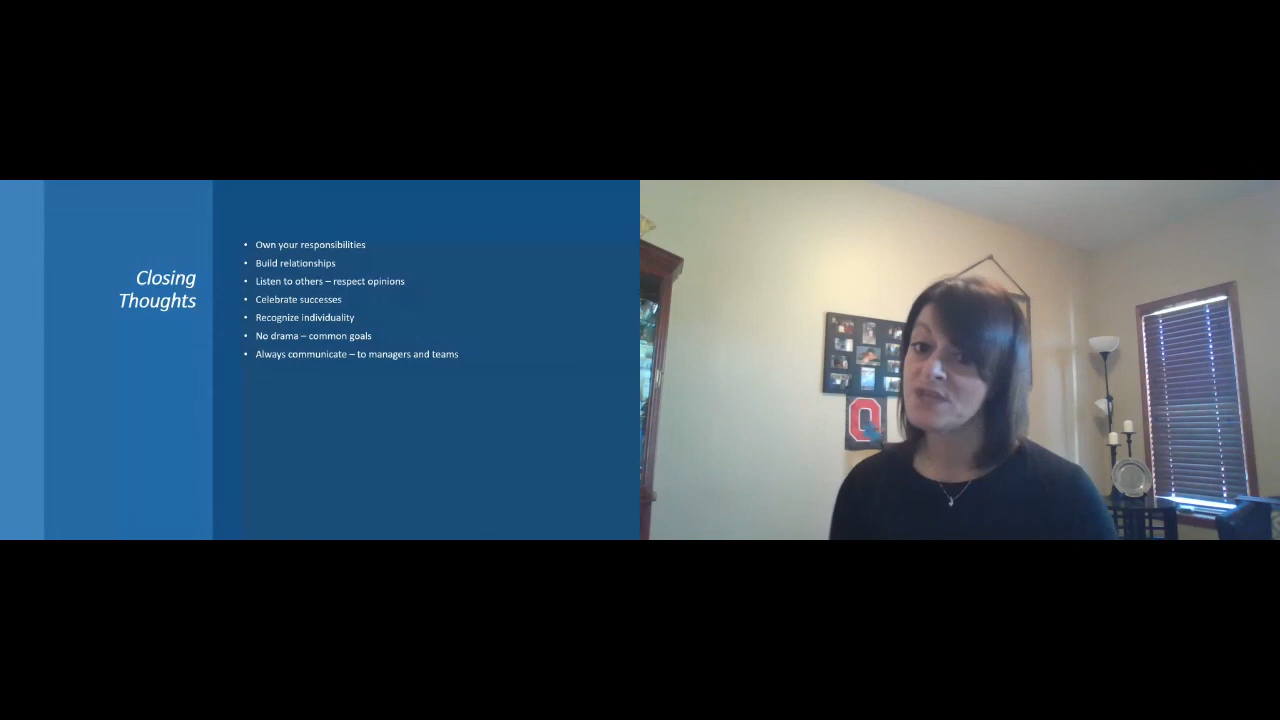 Closing
Thoughts
• Own your responsibilities
• Build relationships
• Listen to others – respect opinions
• Celebrate successes
• Recognize individuality
• No drama – common goals
• Always communicate – to managers and teams
O